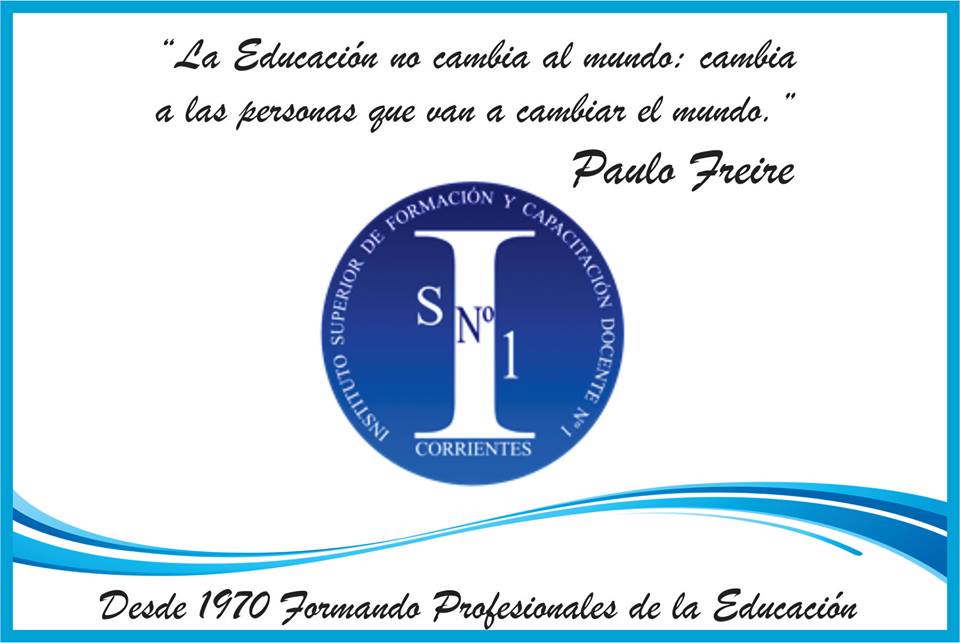 “La Educación no cambia al mundo: cambia
a las personas que van a cambiar el mundo.”
Paulo Freire
INSTITUTO SUPERIOR DE FORMACIÓN Y CAPACITACIÓN DOCENTE Nº 1
S
Nº
I
1
CORRIENTES
Desde 1970 Formando Profesionales de la Educación